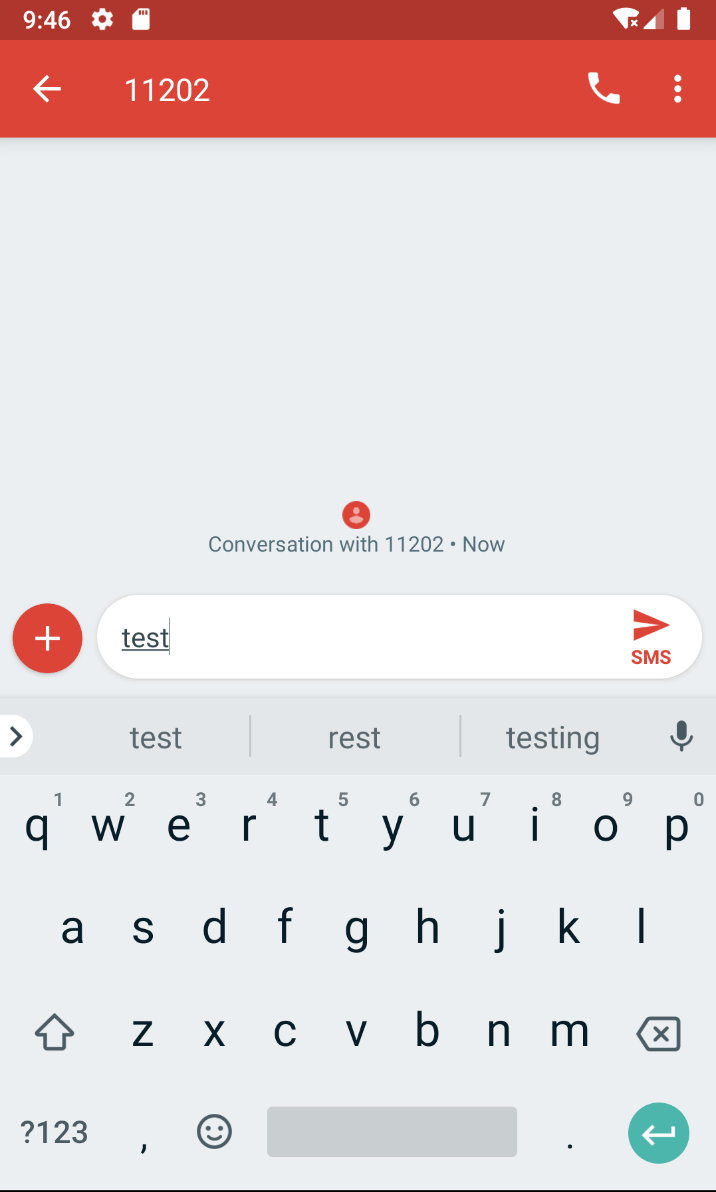 9:46
11202
Conversation with 11202 • Now
test
SMS
test rest testing
1 2 3 4 5 6 7 8 9 0
q w e r t y u i o p
a s d f g h j k l
z x c v b n m
?123 , .